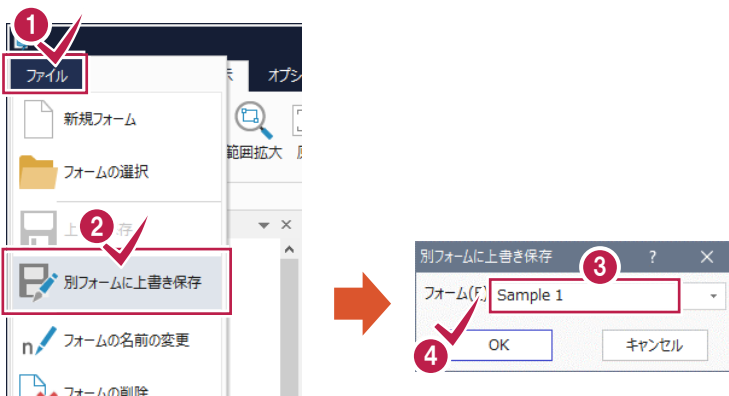 1
ファイル
オプシ
新規フォーム
範囲拡大
フォームの選択
2
別フォームに上書き保存
フォームの名前の変更
フォームの削除
別フォームに上書き保存
?
3
フォーム(F)
Sample 1
4
OK
キャンセル